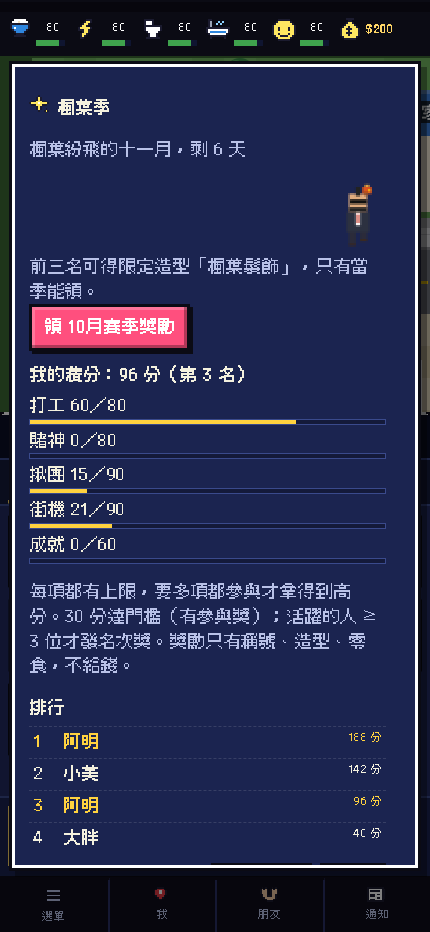 80 80 80 80 80 $200
楓葉季
楓葉紛飛的十一月，剩 6 天
前三名可得限定造型「楓葉髮飾」，只有當
季能領。
領 10月賽季獎勵
我的積分：96 分（第 3 名）
打工 60／80
賭神 0／80
揪團 15／90
街機 21／90
成就 0／60
每項都有上限，要多項都參與才拿得到高
分。30 分達門檻（有參與獎）；活躍的人 ≥
3 位才發名次獎。獎勵只有稱號、造型、零
食，不給錢。
排行
1 阿明 188 分
2 小美 142 分
3 阿明 96 分
4 大胖 40 分
選單 我 朋友 通知